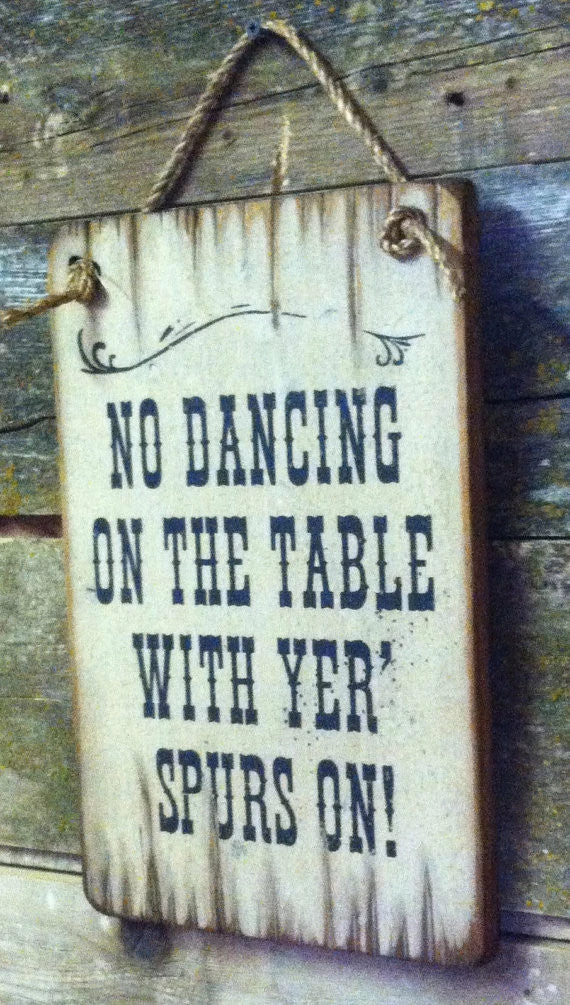 NO DANCING
ON THE TABLE
WITH YER'
SPURS ON!